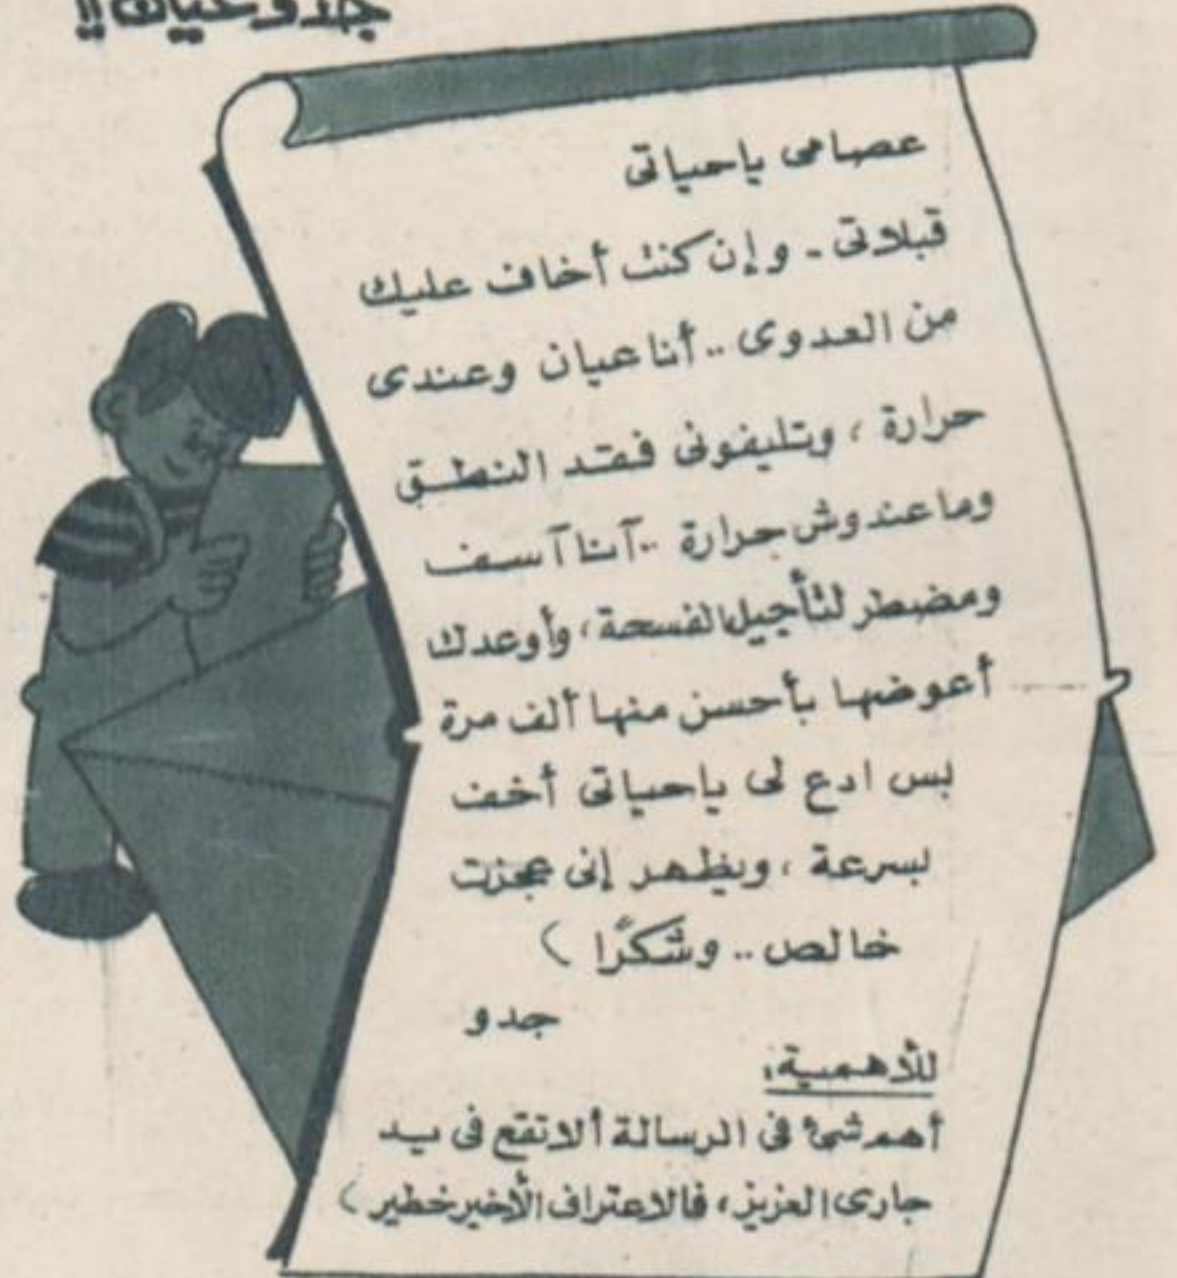 جدو عيان !!
عصامى ياحياتى
قبلاتى - وإن كنت أخاف عليك
من العدوى .. أنا عيان وعندى
حرارة ، وتليفونى فقد النطق
وماعندوش حرارة .. آنا آسف
ومضطر لتأجيل الفسحة ، وأوعدك
أعوضها بأحسن منها ألف مرة
بس ادع لى ياحياتى أخف
بسرعة ، ويظهر إنى عجزت
خالص .. وشكرًا )
جدو
للأهمية :
أهم شئ فى الرسالة ألا تقع فى يد
جارى العزيز ، فالاعتراف الأخير خطير )